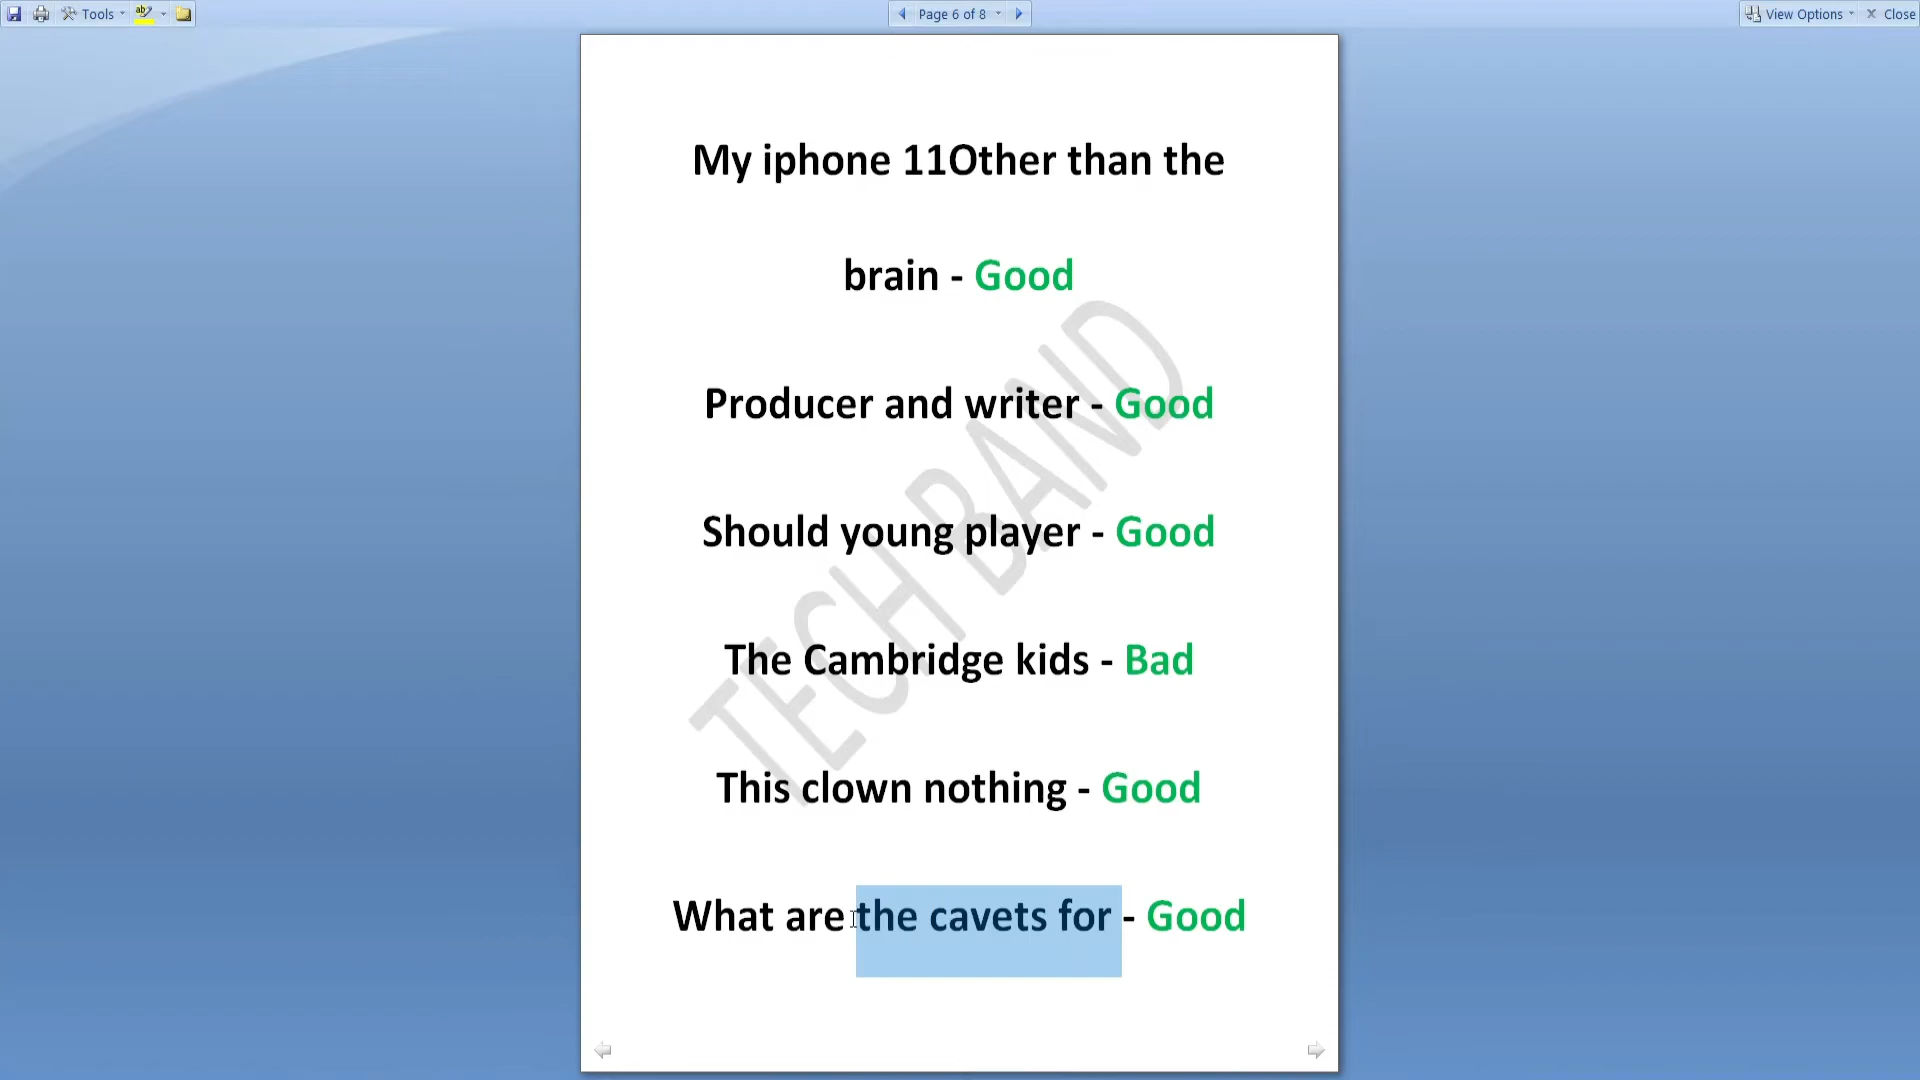 Tools
Page 6 of 8
View Options
Close
My iphone 11Other than the
brain - Good
Producer and writer - Good
Should young player - Good
The Cambridge kids - Bad
This clown nothing - Good
What are the cavets for - Good
TECH BAND